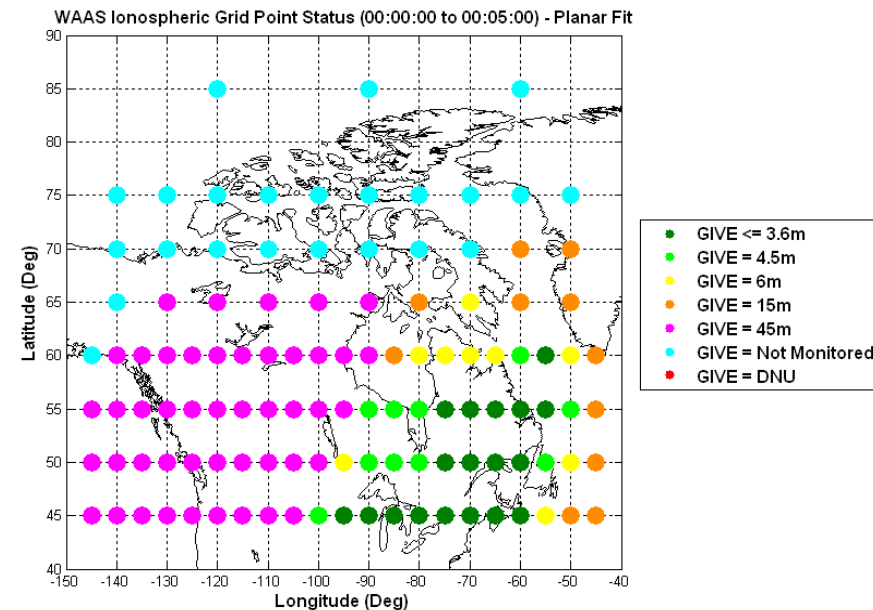 WAAS Ionospheric Grid Point Status (00:00:00 to 00:05:00) - Planar Fit
90
85
80
75
70
65
60
55
50
45
40
Latitude (Deg)
-150 -140 -130 -120 -110 -100 -90 -80 -70 -60 -50 -40
Longitude (Deg)
GIVE <= 3.6m
GIVE = 4.5m
GIVE = 6m
GIVE = 15m
GIVE = 45m
GIVE = Not Monitored
GIVE = DNU